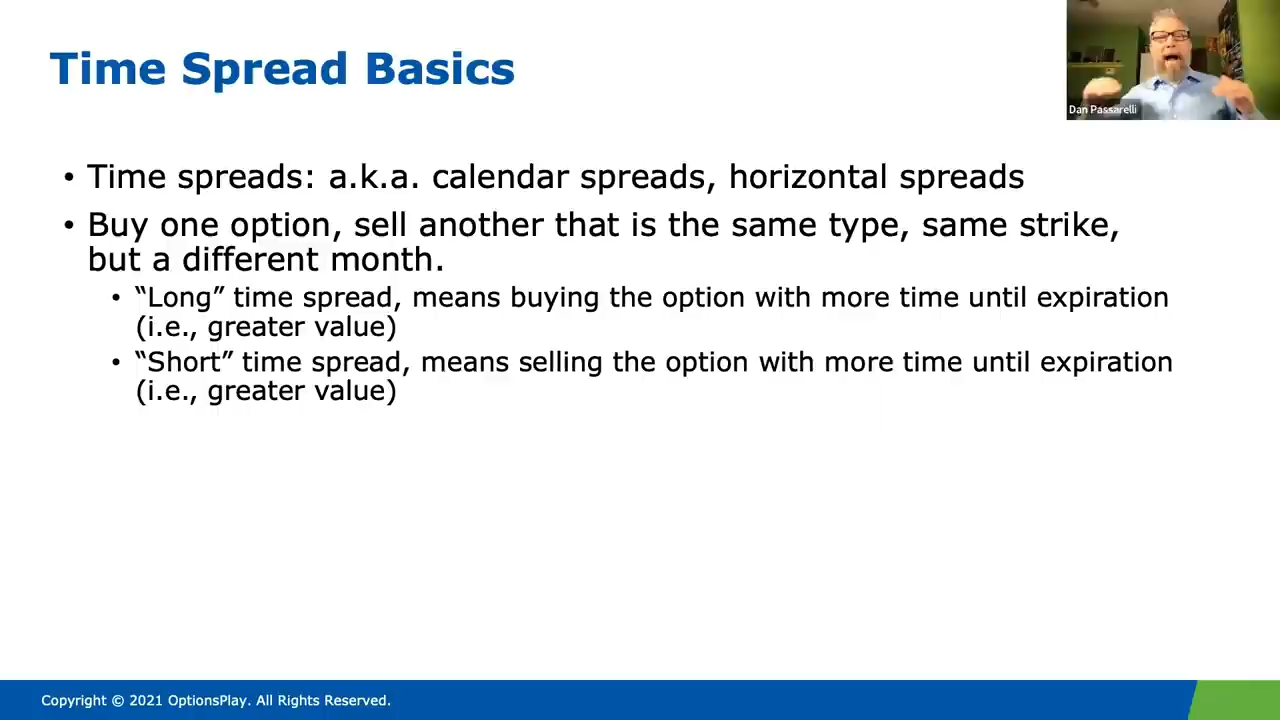 Time Spread Basics
Dan Passarelli
• Time spreads: a.k.a. calendar spreads, horizontal spreads
• Buy one option, sell another that is the same type, same strike,
but a different month.
• “Long” time spread, means buying the option with more time until expiration
(i.e., greater value)
• “Short” time spread, means selling the option with more time until expiration
(i.e., greater value)
Copyright © 2021 OptionsPlay. All Rights Reserved.